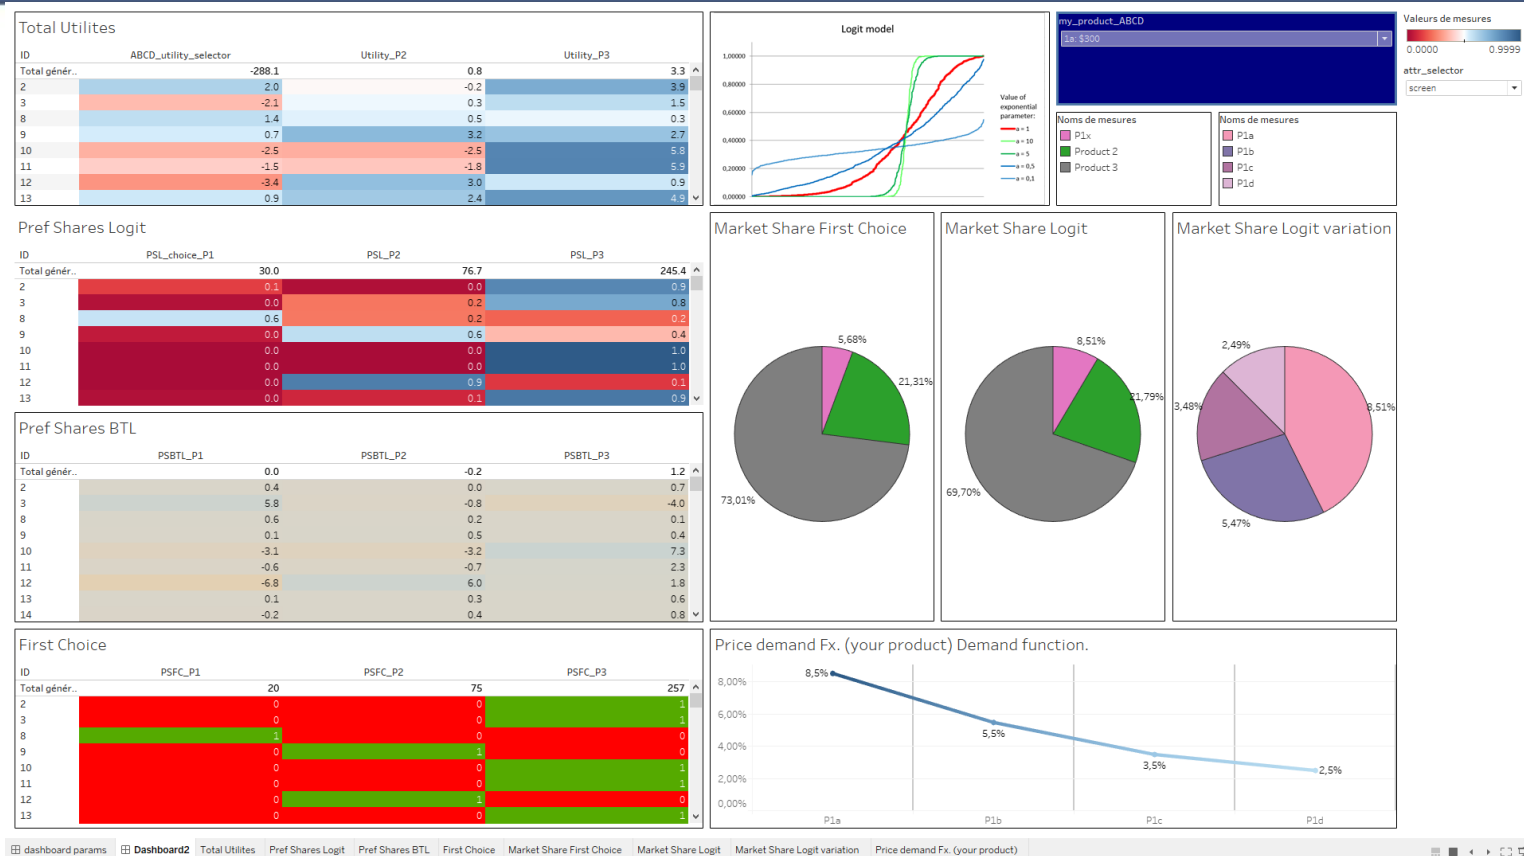 Total Utilites
ID ABCD_utility_selector Utility_P2 Utility_P3
Total génér.. -288.1 0.8 3.3
2 2.0 -0.2 3.9
3 -2.1 0.3 1.5
8 1.4 0.5 0.3
9 0.7 3.2 2.7
10 -2.5 -2.5 5.8
11 -1.5 -1.8 5.9
12 -3.4 3.0 0.9
13 0.9 2.4 4.9
Logit model
1,00000
0,80000
0,60000
0,40000
0,20000
0,00000
Value of
exponential
parameter:
a = 1
a = 10
a = 5
a = 0,5
a = 0,1
my_product_ABCD
1a: $300
Valeurs de mesures
0.0000 0.9999
attr_selector
screen
Noms de mesures
P1x
Product 2
Product 3
Noms de mesures
P1a
P1b
P1c
P1d
Pref Shares Logit
ID PSL_choice_P1 PSL_P2 PSL_P3
Total génér.. 30.0 76.7 245.4
2 0.1 0.0 0.9
3 0.0 0.2 0.8
8 0.6 0.2 0.2
9 0.0 0.6 0.4
10 0.0 0.0 1.0
11 0.0 0.0 1.0
12 0.0 0.9 0.1
13 0.0 0.1 0.9
Market Share First Choice
5,68%
21,31%
73,01%
Market Share Logit
8,51%
21,79%
69,70%
Market Share Logit variation
2,49%
3,48%
8,51%
5,47%
Pref Shares BTL
ID PSBTL_P1 PSBTL_P2 PSBTL_P3
Total génér.. 0.0 -0.2 1.2
2 0.4 0.0 0.7
3 5.8 -0.8 -4.0
8 0.6 0.2 0.1
9 0.1 0.5 0.4
10 -3.1 -3.2 7.3
11 -0.6 -0.7 2.3
12 -6.8 6.0 1.8
13 0.1 0.3 0.6
14 -0.2 0.4 0.8
First Choice
ID PSFC_P1 PSFC_P2 PSFC_P3
Total génér.. 20 75 257
2 0 0 1
3 0 0 1
8 1 0 0
9 0 1 0
10 0 0 1
11 0 0 1
12 0 1 0
13 0 0 1
Price demand Fx. (your product) Demand function.
8,00%
6,00%
4,00%
2,00%
0,00%
8,5%
5,5%
3,5%
2,5%
P1a P1b P1c P1d
dashboard params Dashboard2 Total Utilites Pref Shares Logit Pref Shares BTL First Choice Market Share First Choice Market Share Logit Market Share Logit variation Price demand Fx. (your product)